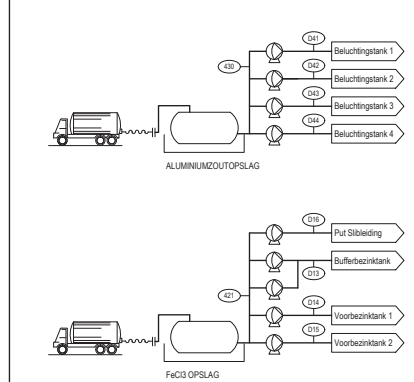 D41
Beluchtingstank 1
430
D42
Beluchtingstank 2
D43
Beluchtingstank 3
D44
Beluchtingstank 4
ALUMINIUMZOUTOPSLAG
D16
Put Slibleiding
Bufferbezinktank
D13
421
D14
Voorbezinktank 1
D15
Voorbezinktank 2
FeCl3 OPSLAG